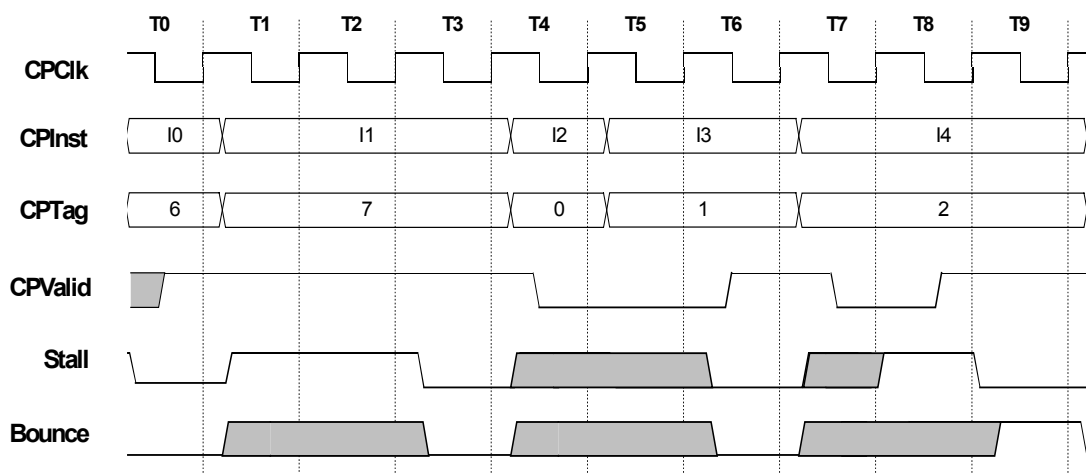 T0 T1 T2 T3 T4 T5 T6 T7 T8 T9
CPClk
CPInst I0 I1 I2 I3 I4
CPTag 6 7 0 1 2
CPValid
Stall
Bounce